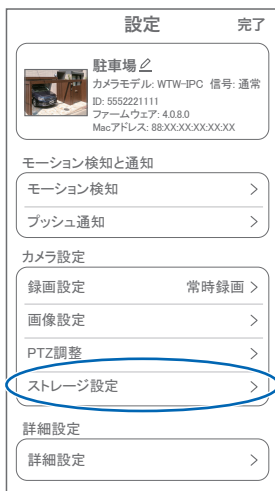 設定 完了
駐車場
カメラモデル: WTW-IPC 信号: 通常
ID: 5552221111
ファームウェア: 4.0.8.0
Macアドレス: 88:XX:XX:XX:XX:XX
モーション検知と通知
モーション検知
プッシュ通知
カメラ設定
録画設定 常時録画
画像設定
PTZ調整
ストレージ設定
詳細設定
詳細設定